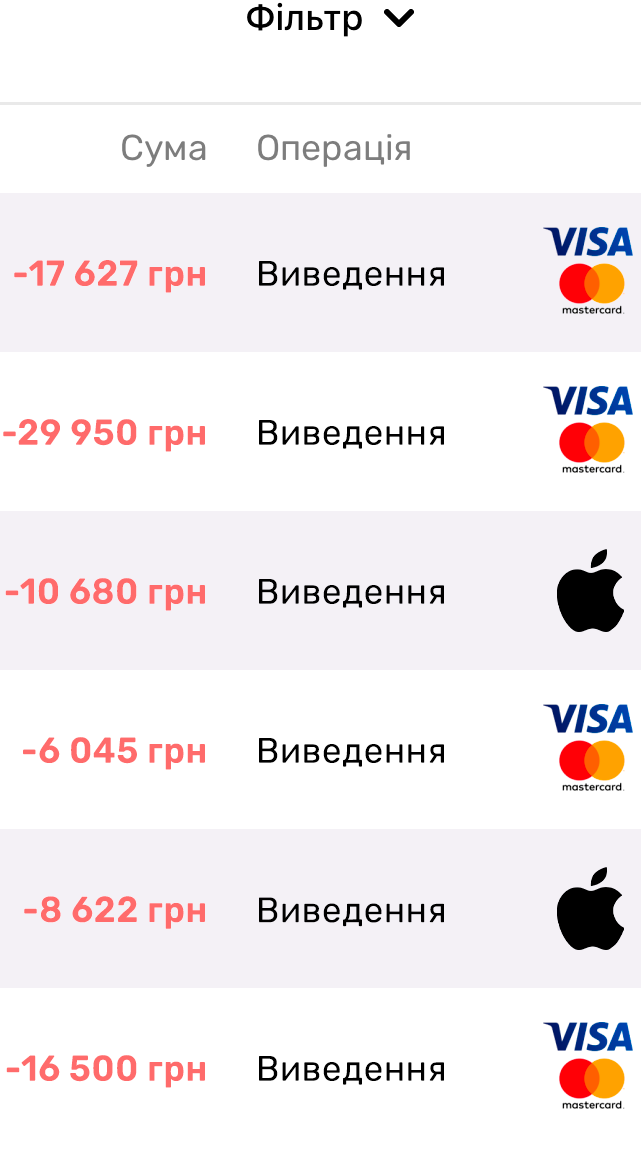 Фільтр
Сума Операція
-17 627 грн Виведення VISA
mastercard.
-29 950 грн Виведення VISA
mastercard.
-10 680 грн Виведення
-6 045 грн Виведення VISA
mastercard.
-8 622 грн Виведення
-16 500 грн Виведення VISA
mastercard.